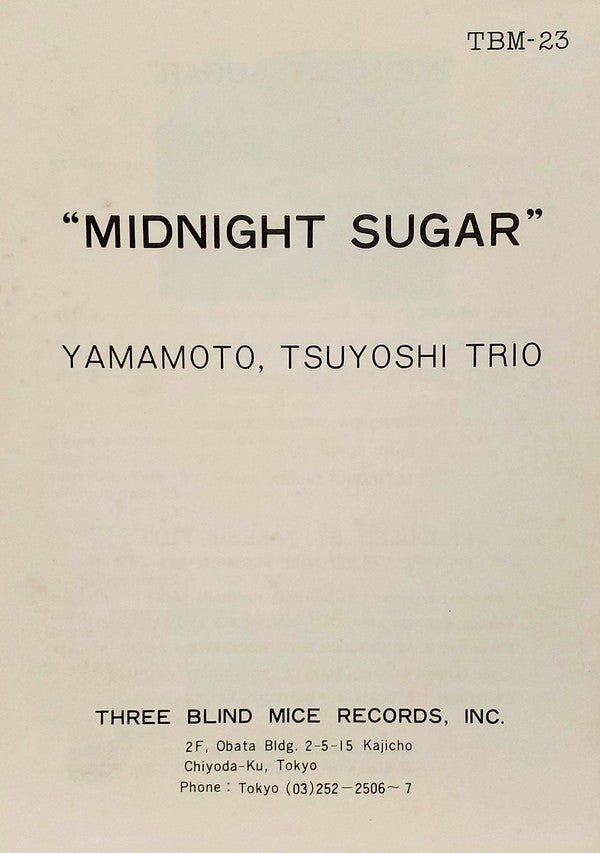 TBM-23
“MIDNIGHT SUGAR”
YAMAMOTO, TSUYOSHI TRIO
THREE BLIND MICE RECORDS, INC.
2F, Obata Bldg. 2-5-15 Kajicho
Chiyoda-Ku, Tokyo
Phone : Tokyo (03)252－2506～7